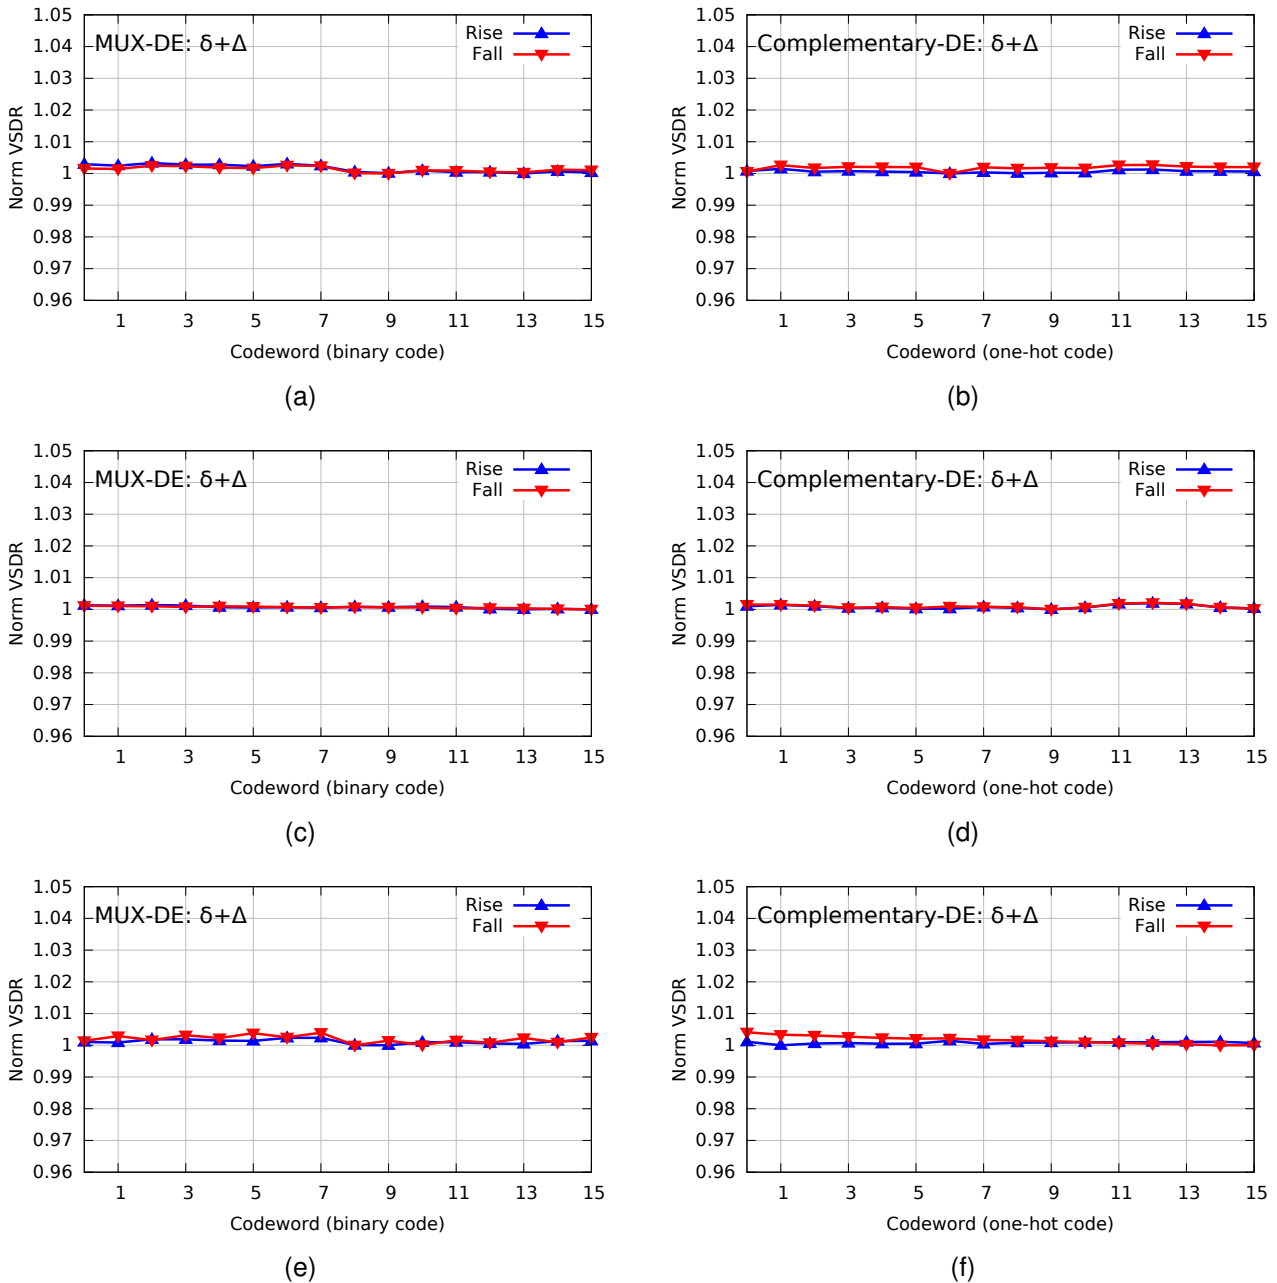 1.05
1.04
1.03
1.02
1.01
1
0.99
0.98
0.97
0.96
Norm VSDR
MUX-DE: δ+Δ
Rise
Fall
1 3 5 7 9 11 13 15
Codeword (binary code)
(a)
1.05
1.04
1.03
1.02
1.01
1
0.99
0.98
0.97
0.96
Norm VSDR
Complementary-DE: δ+Δ
Rise
Fall
1 3 5 7 9 11 13 15
Codeword (one-hot code)
(b)
1.05
1.04
1.03
1.02
1.01
1
0.99
0.98
0.97
0.96
Norm VSDR
MUX-DE: δ+Δ
Rise
Fall
1 3 5 7 9 11 13 15
Codeword (binary code)
(c)
1.05
1.04
1.03
1.02
1.01
1
0.99
0.98
0.97
0.96
Norm VSDR
Complementary-DE: δ+Δ
Rise
Fall
1 3 5 7 9 11 13 15
Codeword (one-hot code)
(d)
1.05
1.04
1.03
1.02
1.01
1
0.99
0.98
0.97
0.96
Norm VSDR
MUX-DE: δ+Δ
Rise
Fall
1 3 5 7 9 11 13 15
Codeword (binary code)
(e)
1.05
1.04
1.03
1.02
1.01
1
0.99
0.98
0.97
0.96
Norm VSDR
Complementary-DE: δ+Δ
Rise
Fall
1 3 5 7 9 11 13 15
Codeword (one-hot code)
(f)